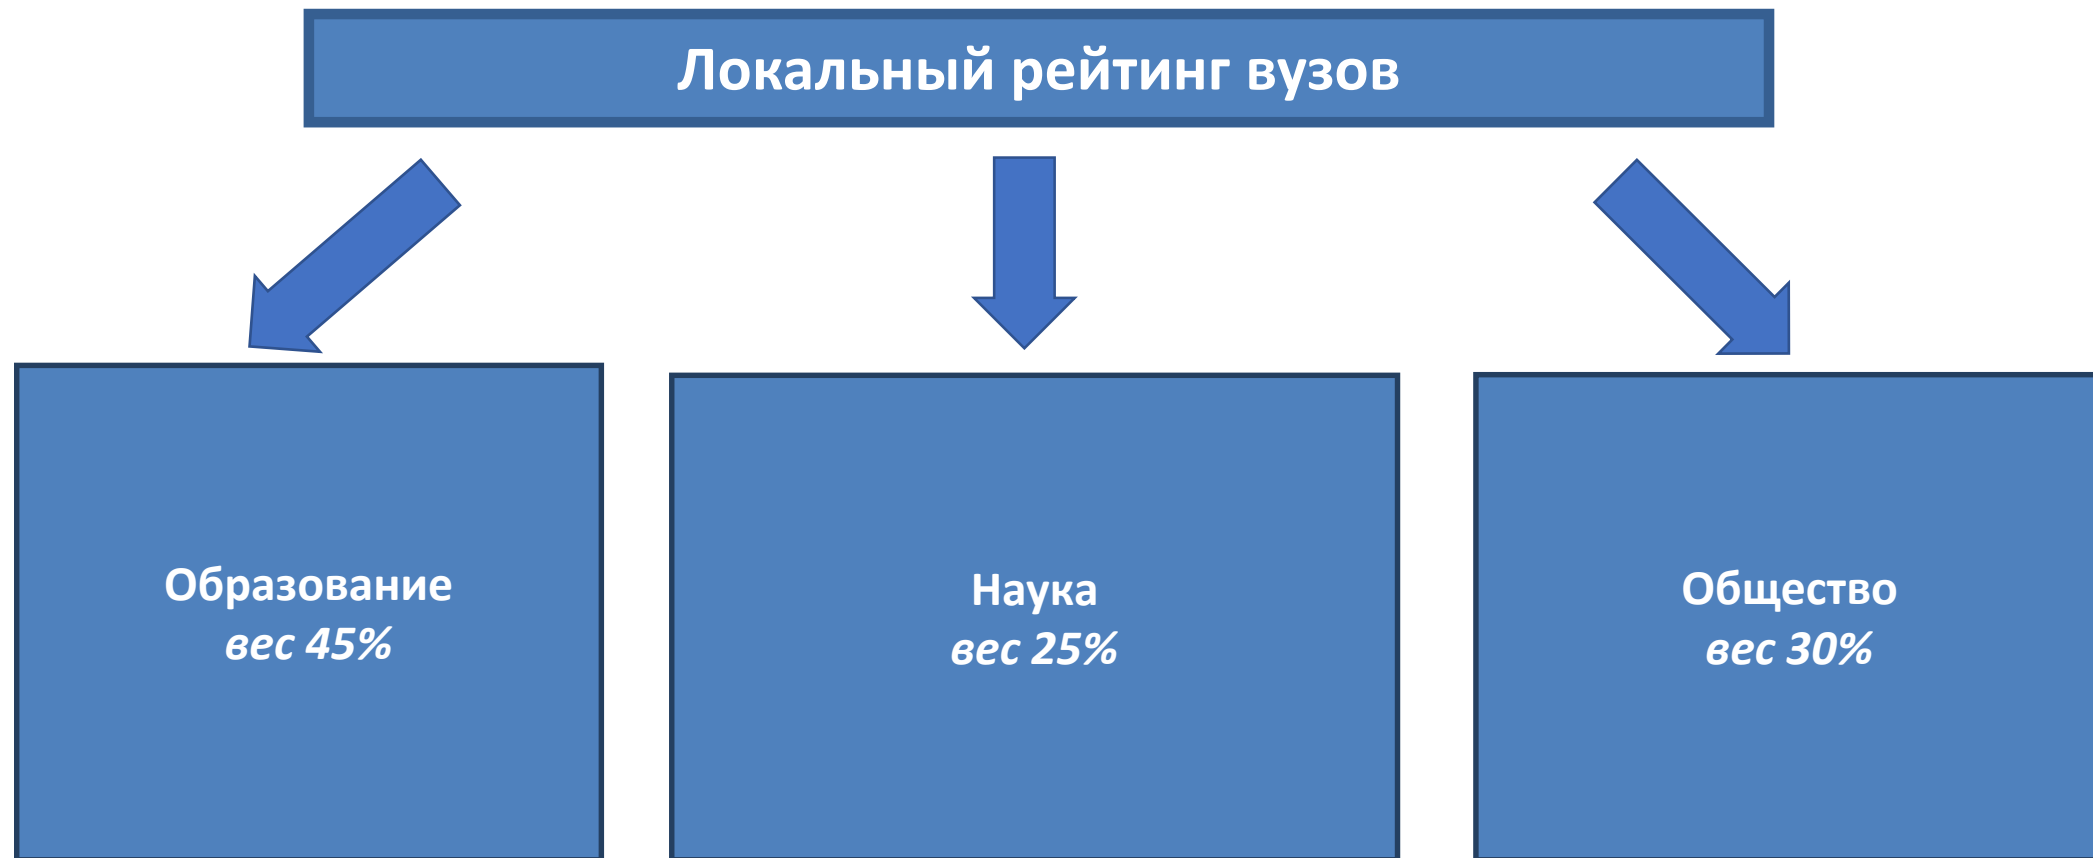 Локальный рейтинг вузов
Образование
вес 45%
Наука
вес 25%
Общество
вес 30%